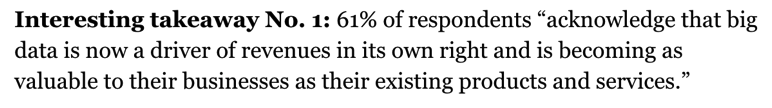 Interesting takeaway No. 1: 61% of respondents “acknowledge that big
data is now a driver of revenues in its own right and is becoming as
valuable to their businesses as their existing products and services.”